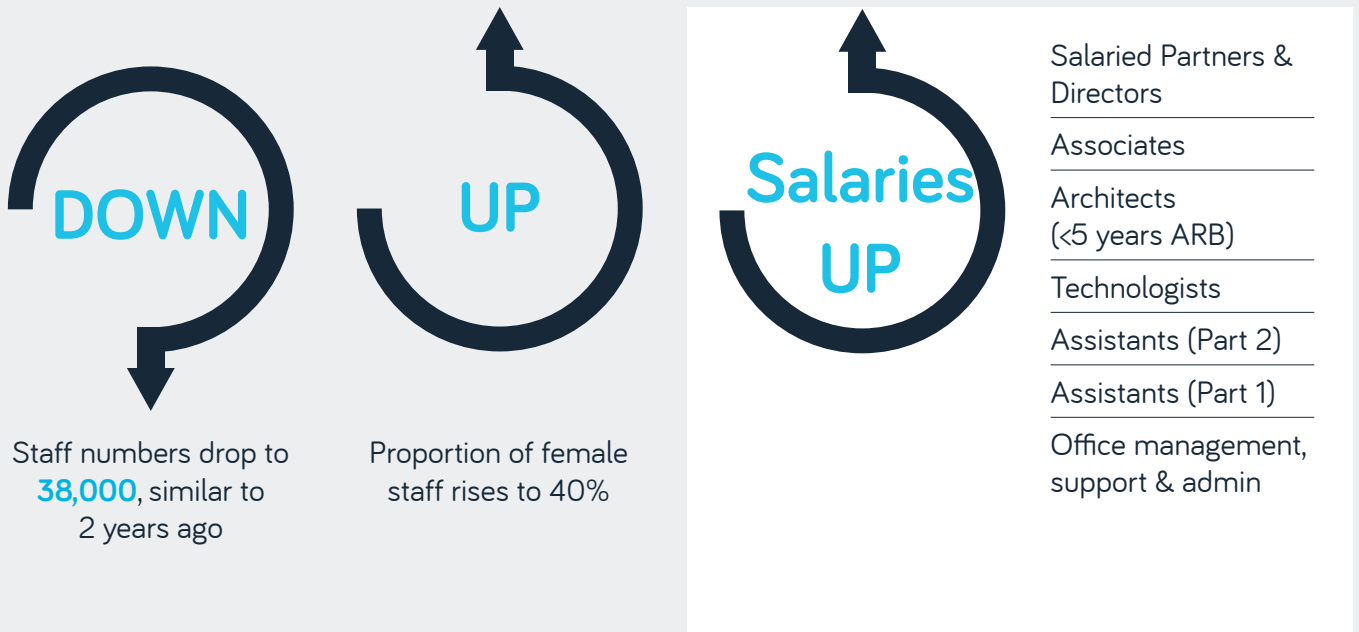 DOWN
Staff numbers drop to
38,000, similar to
2 years ago
UP
Proportion of female
staff rises to 40%
Salaries
UP
Salaried Partners &
Directors
Associates
Architects
(<5 years ARB)
Technologists
Assistants (Part 2)
Assistants (Part 1)
Office management,
support & admin